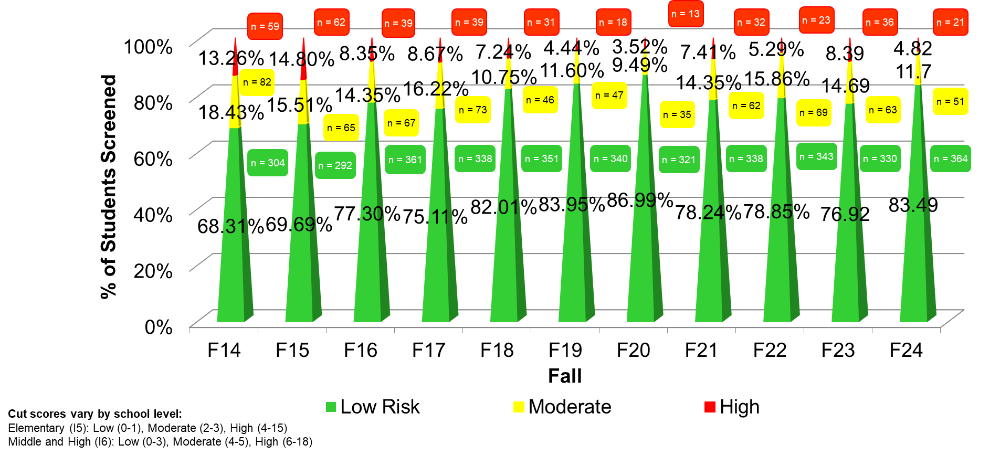 n = 59
n = 62
n = 39
n = 39
n = 31
n = 18
n = 13
n = 32
n = 23
n = 36
n = 21
100%
13.26%
14.80%
8.35%
8.67%
7.24%
4.44%
3.52%
7.41%
5.29%
8.39
4.82
n = 82
18.43%
15.51%
14.35%
16.22%
10.75%
11.60%
9.49%
14.35%
15.86%
14.69
11.7
80%
n = 65
n = 67
n = 73
n = 46
n = 47
n = 35
n = 62
n = 69
n = 63
n = 51
60%
n = 304
n = 292
n = 361
n = 338
n = 351
n = 340
n = 321
n = 338
n = 343
n = 330
n = 364
40%
68.31%
69.69%
77.30%
75.11%
82.01%
83.95%
86.99%
78.24%
78.85%
76.92
83.49
20%
0%
% of Students Screened
F14
F15
F16
F17
F18
F19
F20
F21
F22
F23
F24
Fall
Low Risk
Moderate
High
Cut scores vary by school level:
Elementary (I5): Low (0-1), Moderate (2-3), High (4-15)
Middle and High (I6): Low (0-3), Moderate (4-5), High (6-18)